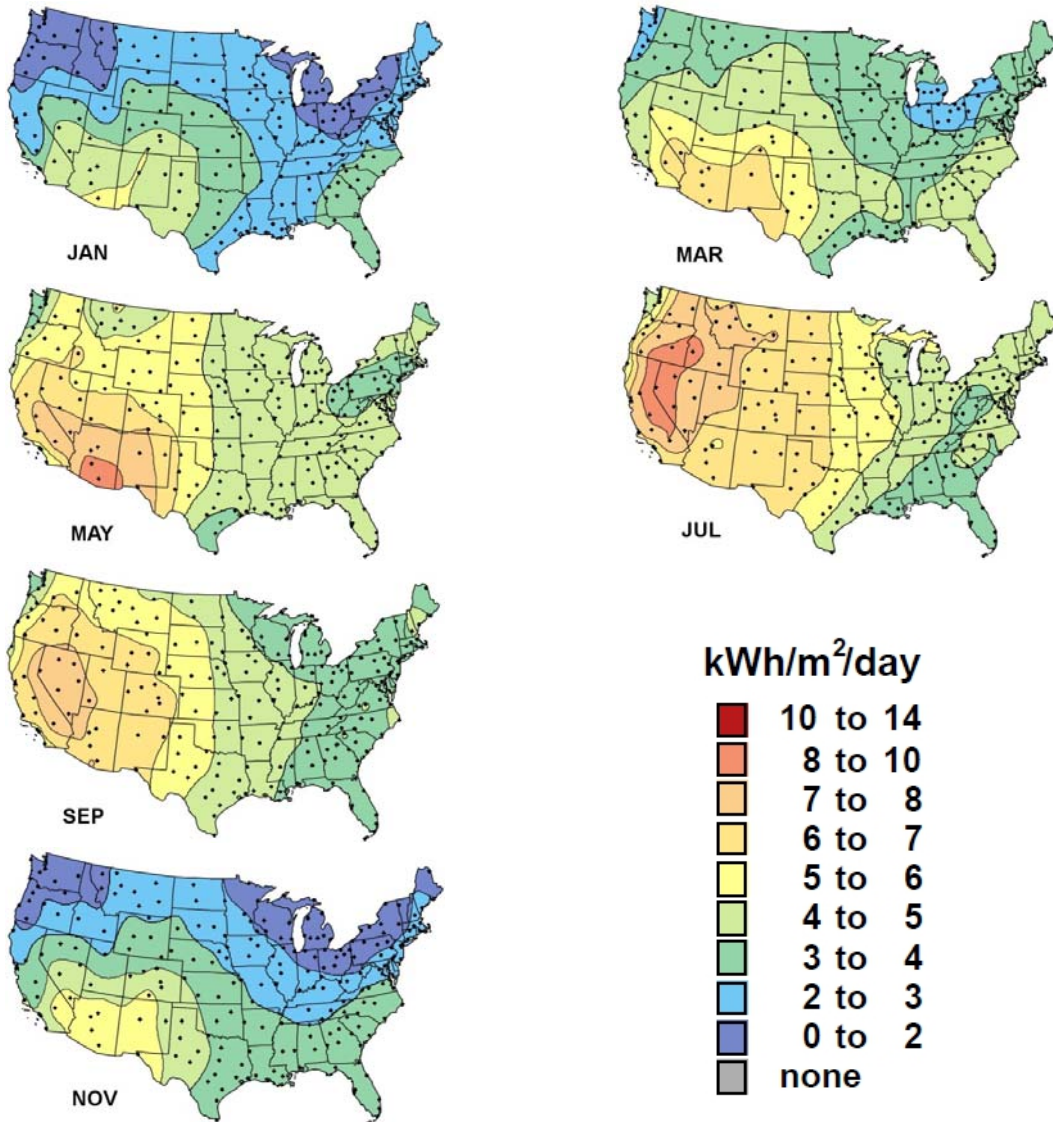 JAN
MAR
MAY
JUL
SEP
NOV
kWh/m²/day
10 to 14
8 to 10
7 to 8
6 to 7
5 to 6
4 to 5
3 to 4
2 to 3
0 to 2
none